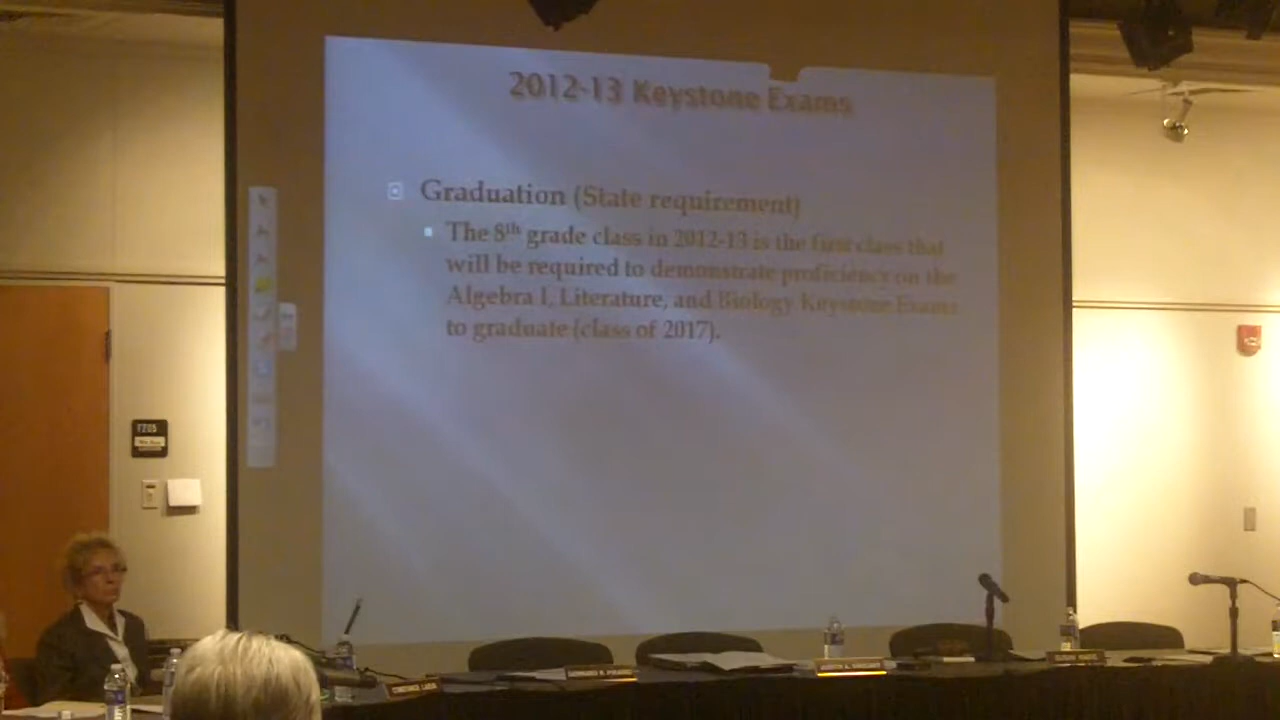 2012-13 Keystone Exams
Graduation (State requirement)
The 8th grade class in 2012-13 is the first class that
will be required to demonstrate proficiency on the
Algebra I, Literature, and Biology Keystone Exams
to graduate (class of 2017).